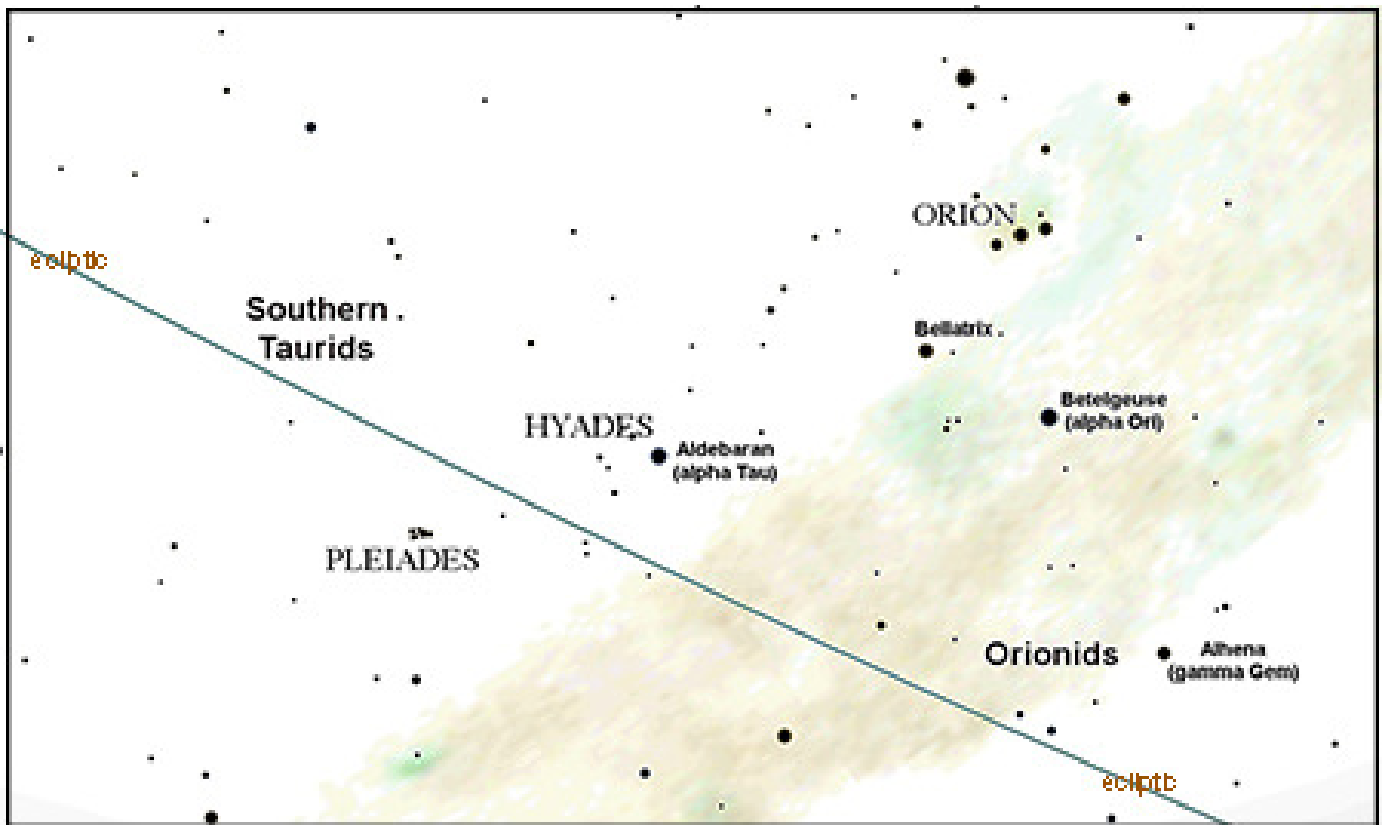 ORION
ecliptic
Southern
Taurids
Bellatrix
Betelgeuse
(alpha Ori)
HYADES
Aldebaran
(alpha Tau)
PLEIADES
Orionids
Alhena
(gamma Gem)
ecliptic